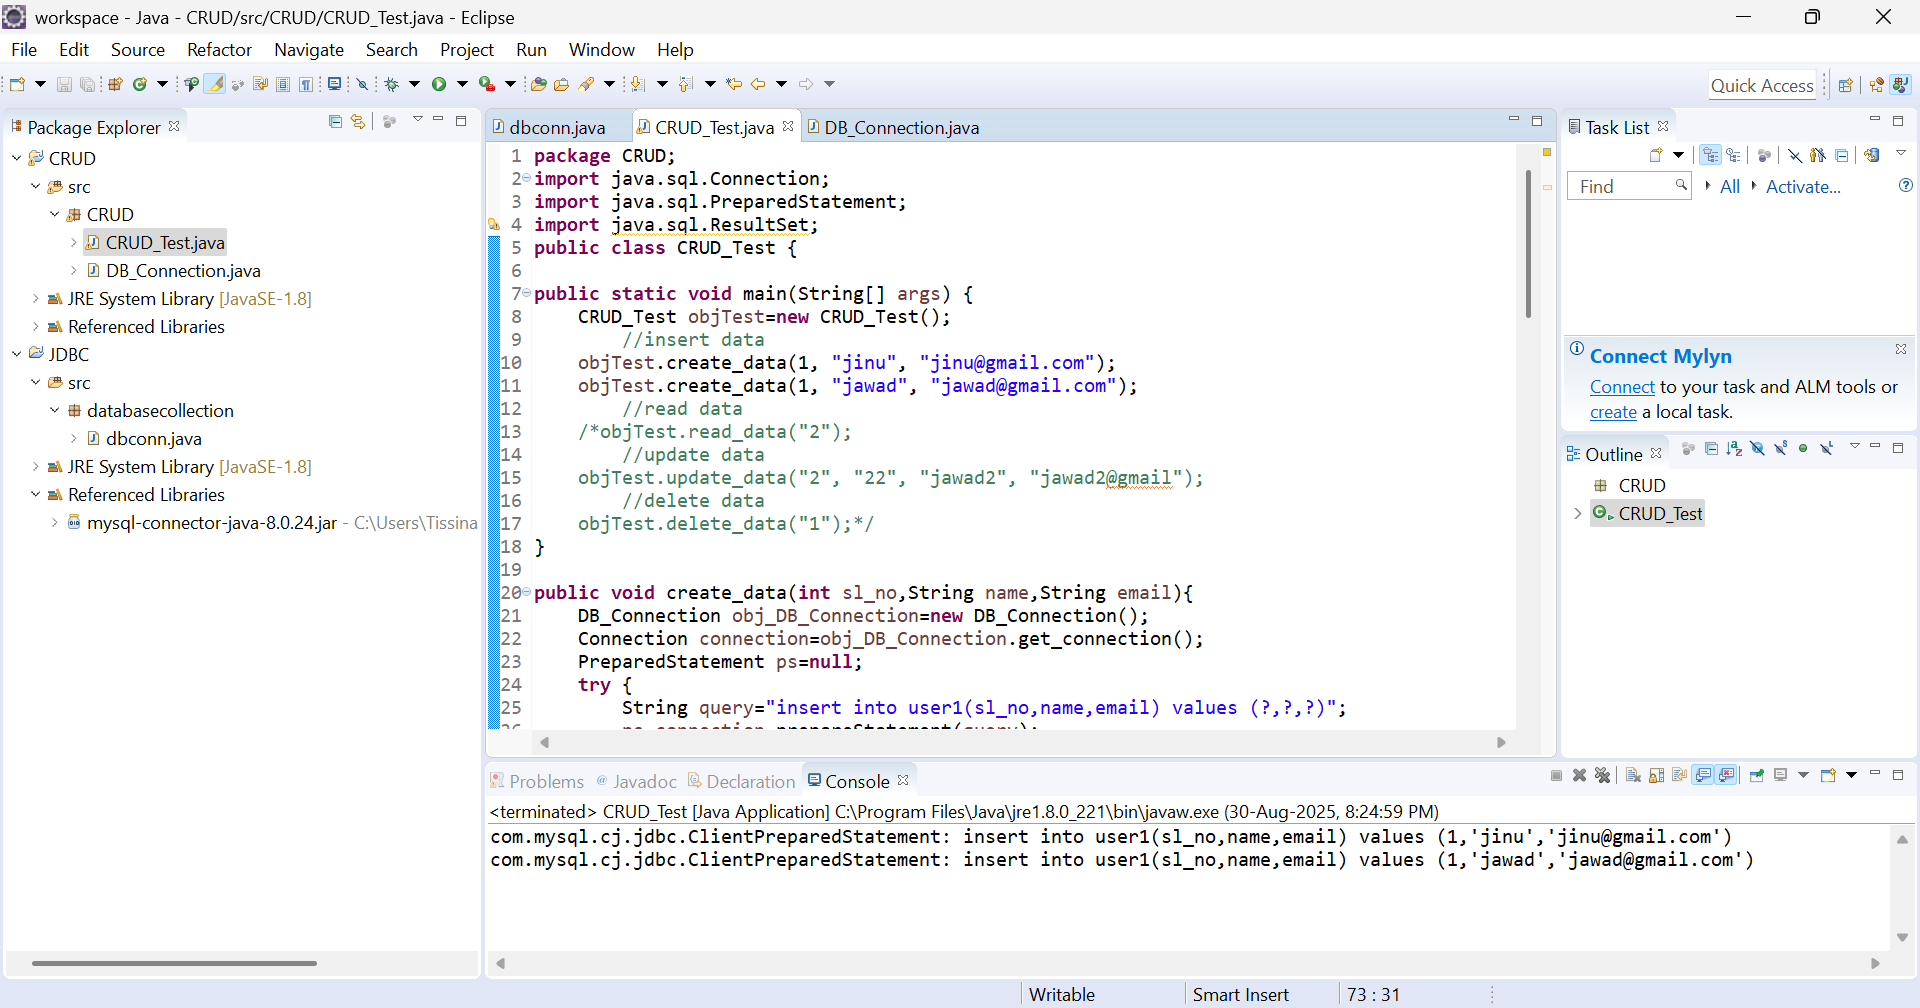 workspace - Java - CRUD/src/CRUD/CRUD_Test.java - Eclipse
File Edit Source Refactor Navigate Search Project Run Window Help
Quick Access
Package Explorer
CRUD
src
CRUD
CRUD_Test.java
DB_Connection.java
JRE System Library [JavaSE-1.8]
Referenced Libraries
JDBC
src
databasecollection
dbconn.java
JRE System Library [JavaSE-1.8]
Referenced Libraries
mysql-connector-java-8.0.24.jar - C:\Users\Tissina
dbconn.java CRUD_Test.java DB_Connection.java
1 package CRUD;
2 import java.sql.Connection;
3 import java.sql.PreparedStatement;
4 import java.sql.ResultSet;
5 public class CRUD_Test {
6
7 public static void main(String[] args) {
8 CRUD_Test objTest=new CRUD_Test();
9 //insert data
10 objTest.create_data(1, "jinu", "jinu@gmail.com");
11 objTest.create_data(1, "jawad", "jawad@gmail.com");
12 //read data
13 /*objTest.read_data("2");
14 //update data
15 objTest.update_data("2", "22", "jawad2", "jawad2@gmail");
16 //delete data
17 objTest.delete_data("1");*/
18 }
19
20 public void create_data(int sl_no,String name,String email){
21 DB_Connection obj_DB_Connection=new DB_Connection();
22 Connection connection=obj_DB_Connection.get_connection();
23 PreparedStatement ps=null;
24 try {
25 String query="insert into user1(sl_no,name,email) values (?,?,?)";
Task List
Find All Activate...
Connect Mylyn
Connect to your task and ALM tools or
create a local task.
Outline
CRUD
CRUD_Test
Problems @ Javadoc Declaration Console
<terminated> CRUD_Test [Java Application] C:\Program Files\Java\jre1.8.0_221\bin\javaw.exe (30-Aug-2025, 8:24:59 PM)
com.mysql.cj.jdbc.ClientPreparedStatement: insert into user1(sl_no,name,email) values (1,'jinu','jinu@gmail.com')
com.mysql.cj.jdbc.ClientPreparedStatement: insert into user1(sl_no,name,email) values (1,'jawad','jawad@gmail.com')
Writable Smart Insert 73 : 31